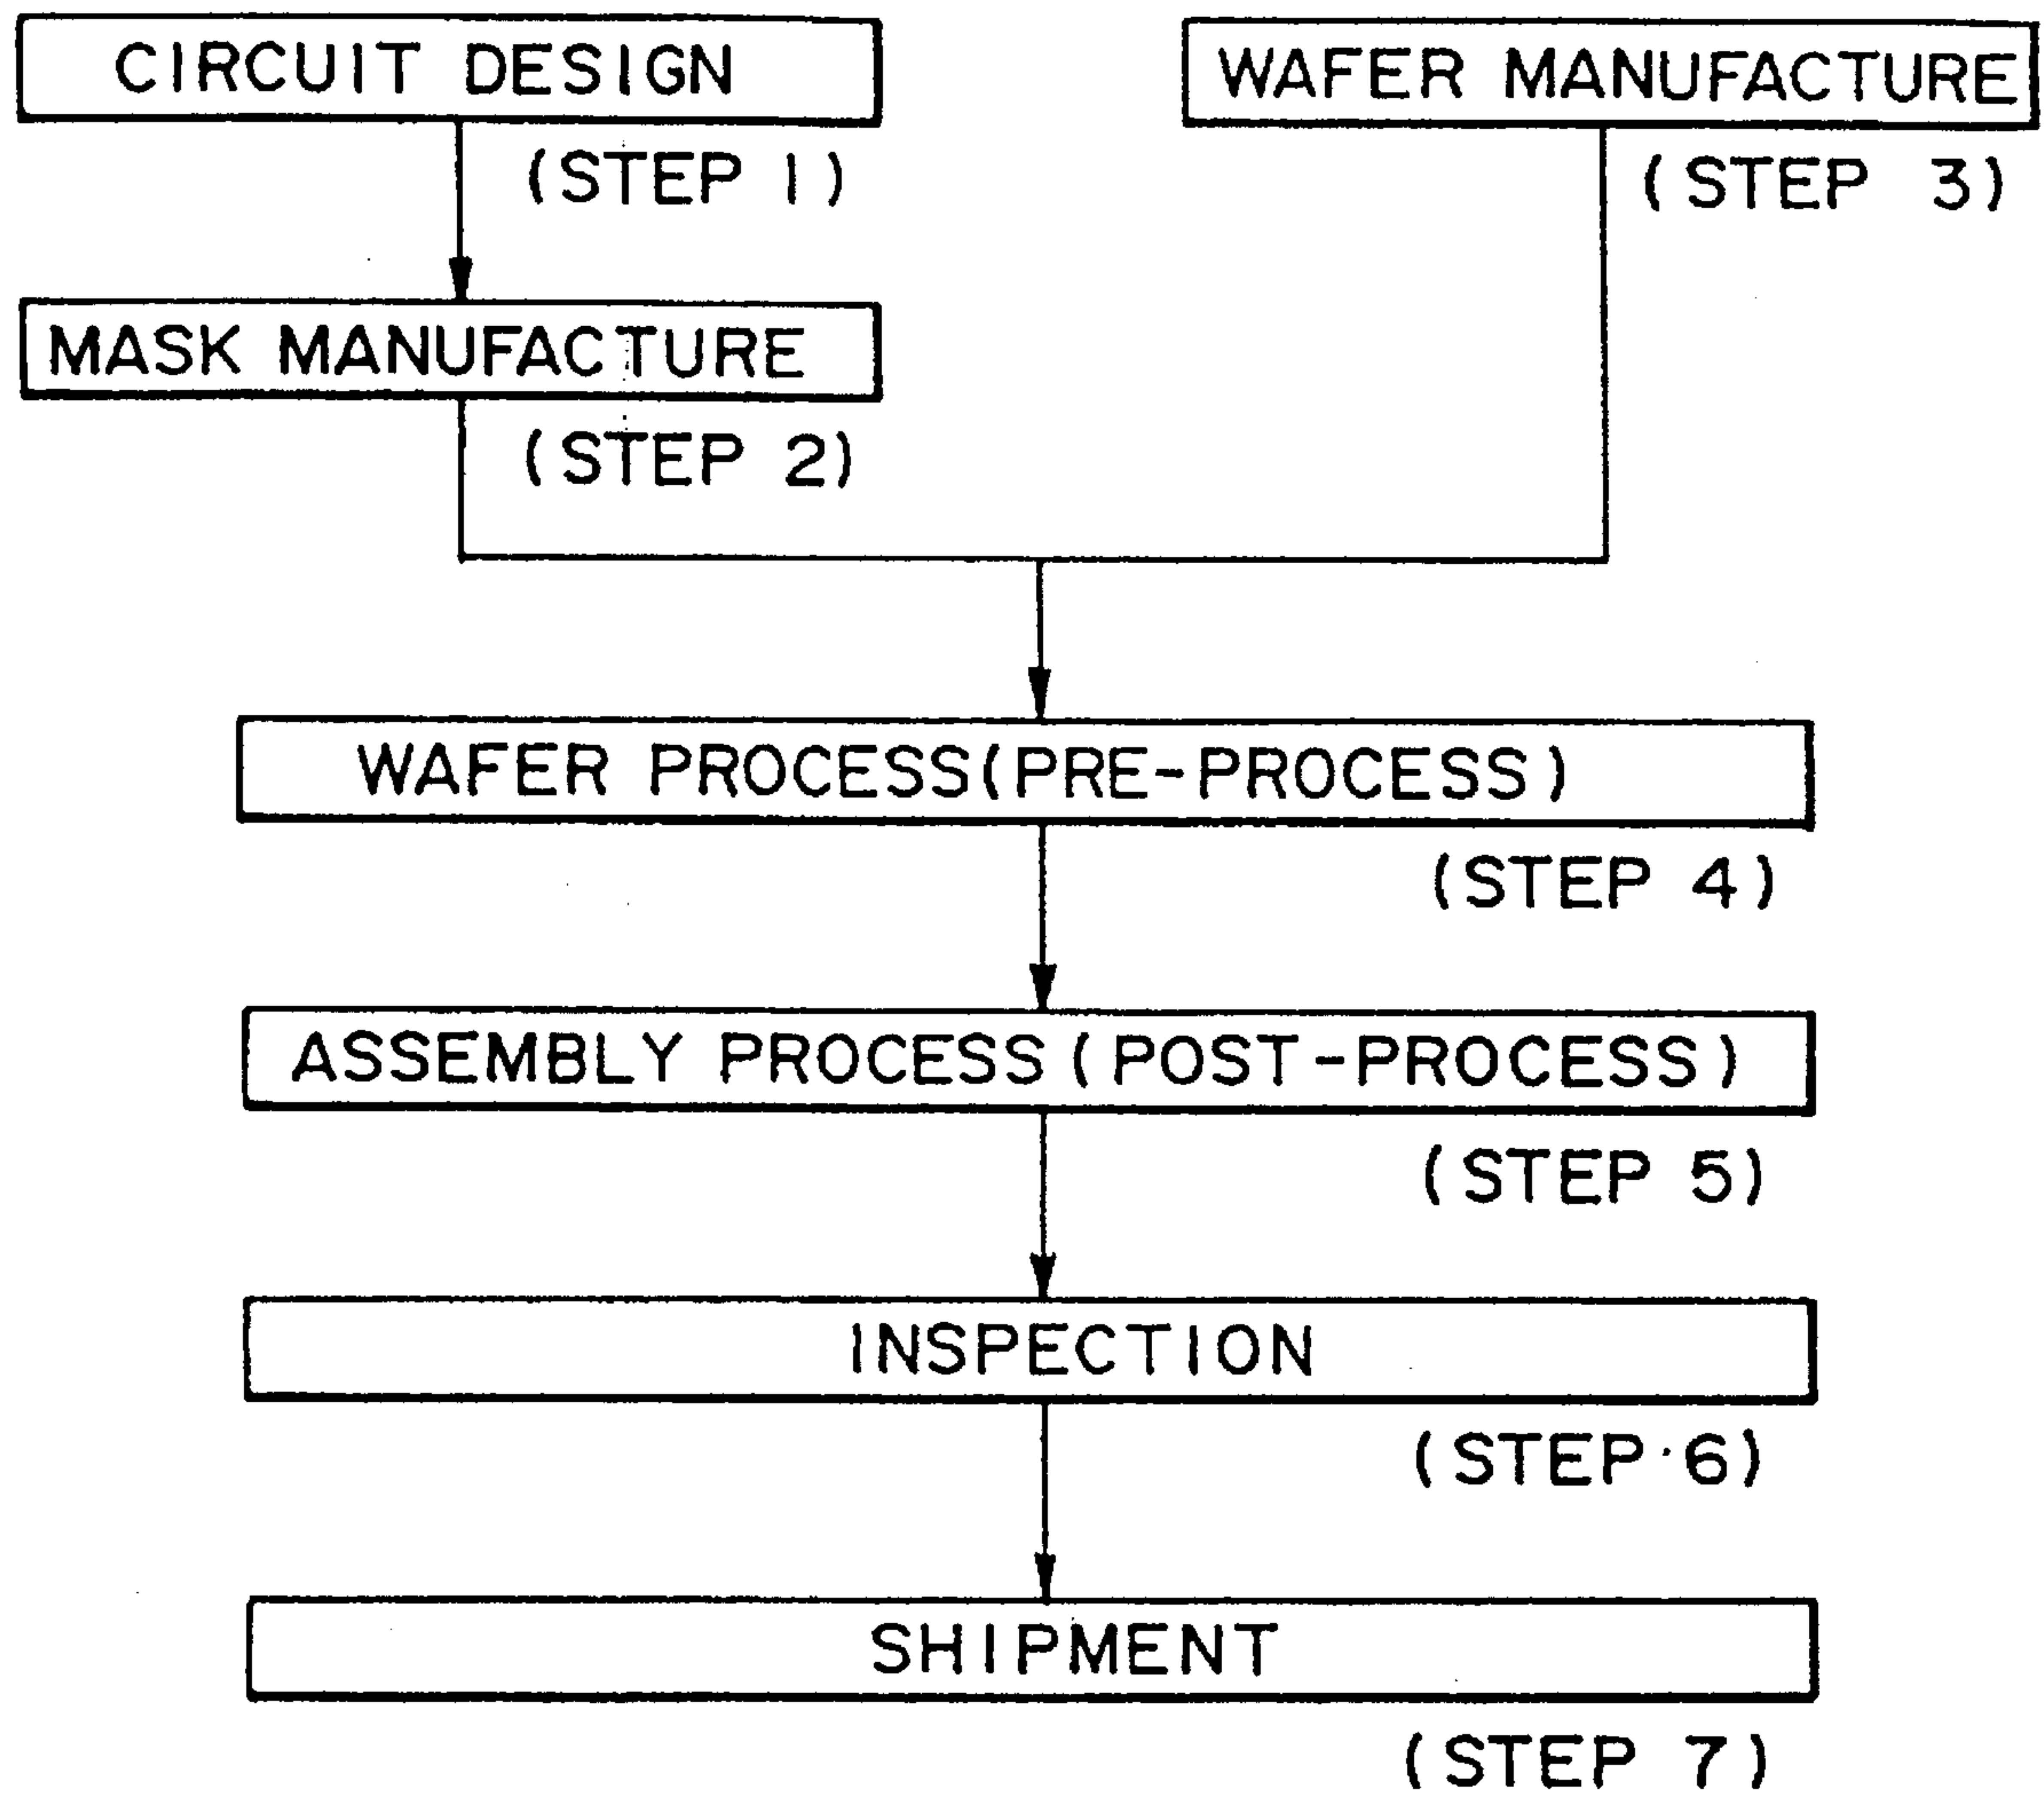 CIRCUIT DESIGN
(STEP 1)
WAFER MANUFACTURE
(STEP 3)
MASK MANUFACTURE
(STEP 2)
WAFER PROCESS(PRE-PROCESS)
(STEP 4)
ASSEMBLY PROCESS(POST-PROCESS)
(STEP 5)
INSPECTION
(STEP 6)
SHIPMENT
(STEP 7)